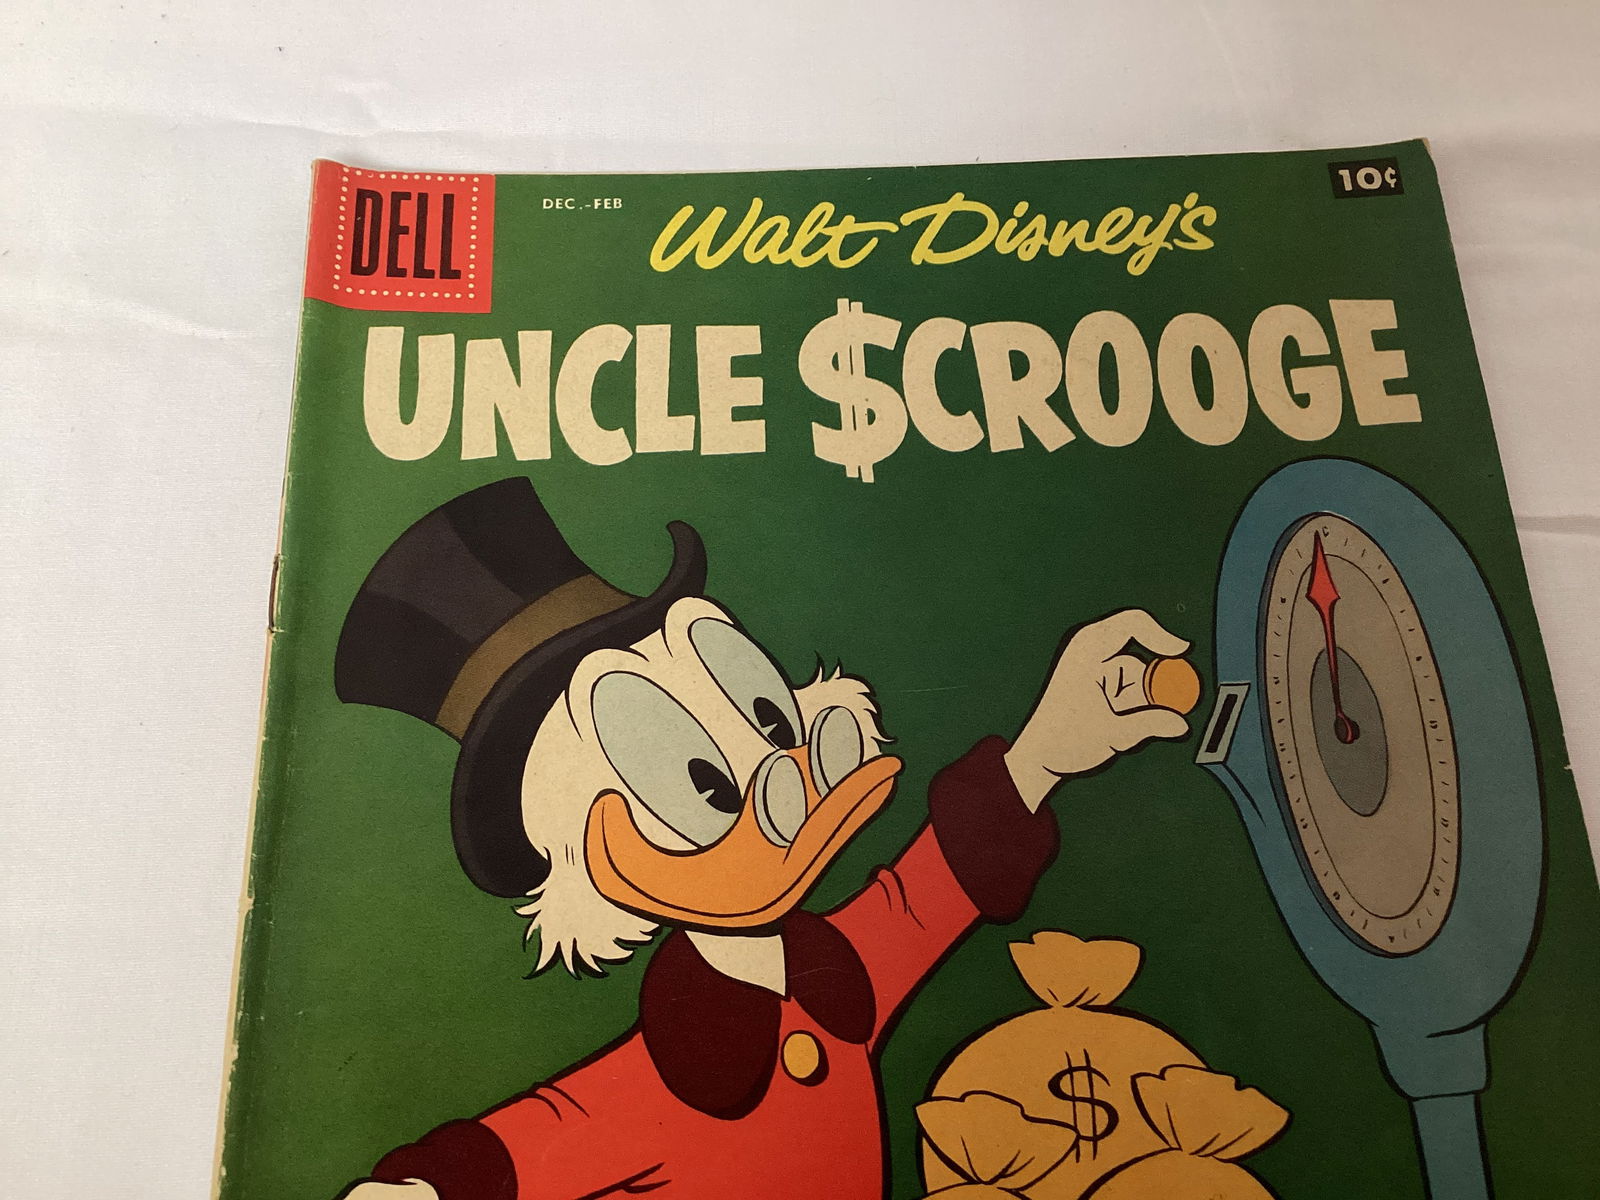 DELL
DEC.-FEB
10¢
Walt Disney's
UNCLE $CROOGE
$